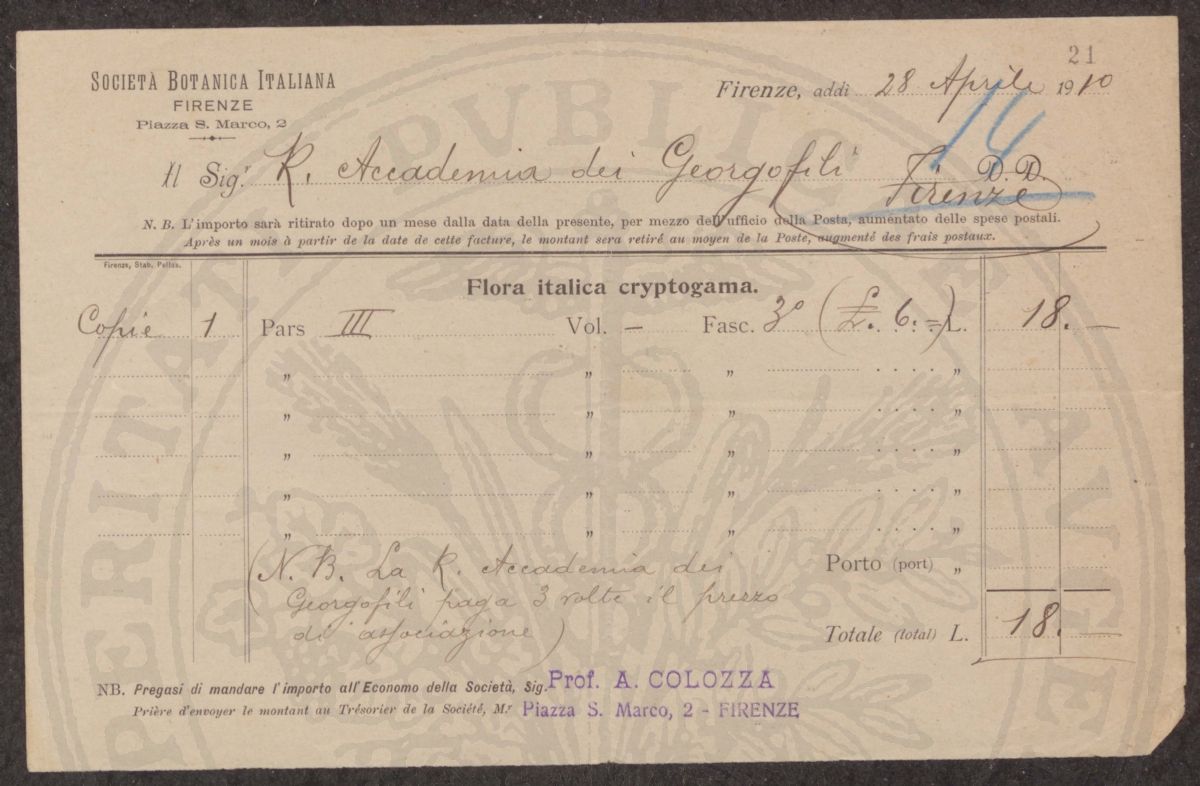 21
SOCIETÀ BOTANICA ITALIANA
FIRENZE
Piazza S. Marco, 2
Firenze, addì 28 Aprile 1910
14
Al Sig.r R. Accademia dei Georgofili
D. D.
Firenze
N. B. L'importo sarà ritirato dopo un mese dalla data della presente, per mezzo dell'ufficio della Posta, aumentato delle spese postali.
Après un mois à partir de la date de cette facture, le montant sera retiré au moyen de la Poste, augmenté des frais postaux.
Firenze, Stab. Pellas.
Flora italica cryptogama.
Copie 1 Pars III Vol. — Fasc. 3º (£. 6. =) L. 18. —
„ „ „ . . . . „
„ „ „ . . . . „
„ „ „ . . . . „
„ „ „ . . . . „
„ „ „ . . . . „
(N. B. La R. Accademia dei
Georgofili paga 3 volte il prezzo
di associazione)
Porto (port) „
Totale (total) L. 18. —
NB. Pregasi di mandare l'importo all'Economo della Società, Sig. Prof. A. COLOZZA
Prière d'envoyer le montant au Trésorier de la Société, M.r Piazza S. Marco, 2 - FIRENZE
PVBLICE
PERITATI
AVGE